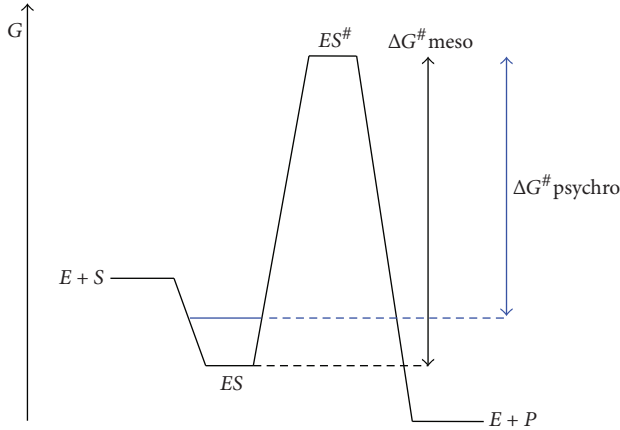 G
ES#
ΔG# meso
ΔG# psychro
E + S
ES
E + P